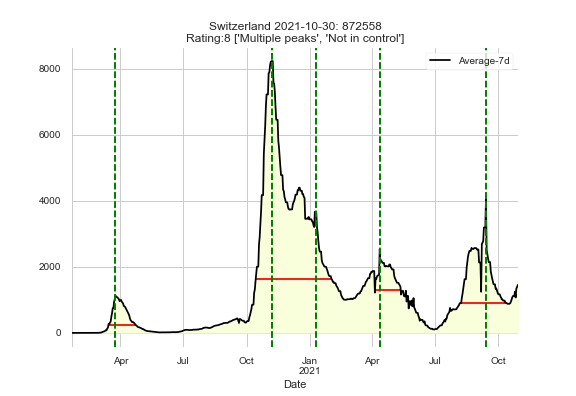 Switzerland 2021-10-30: 872558
Rating:8 ['Multiple peaks', 'Not in control']
Average-7d
8000
6000
4000
2000
0
Apr
Jul
Oct
Jan
2021
Apr
Jul
Oct
Date